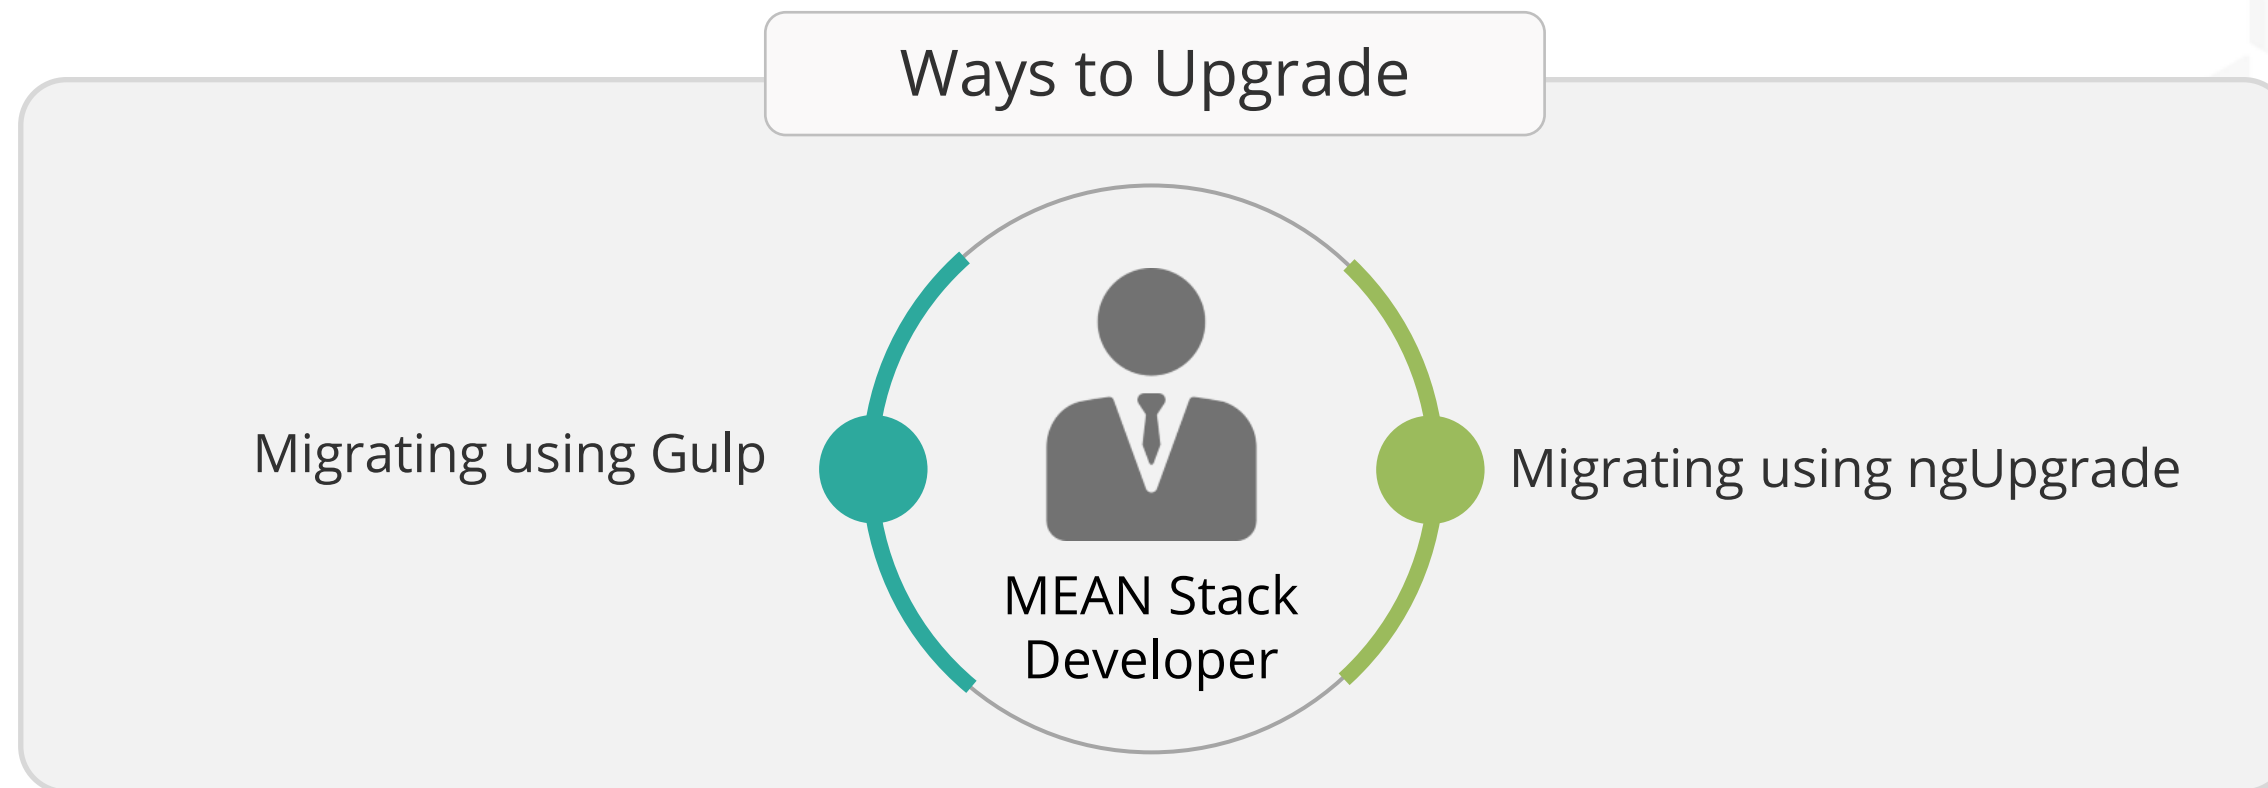 Ways to Upgrade
Migrating using Gulp
Migrating using ngUpgrade
MEAN Stack
Developer